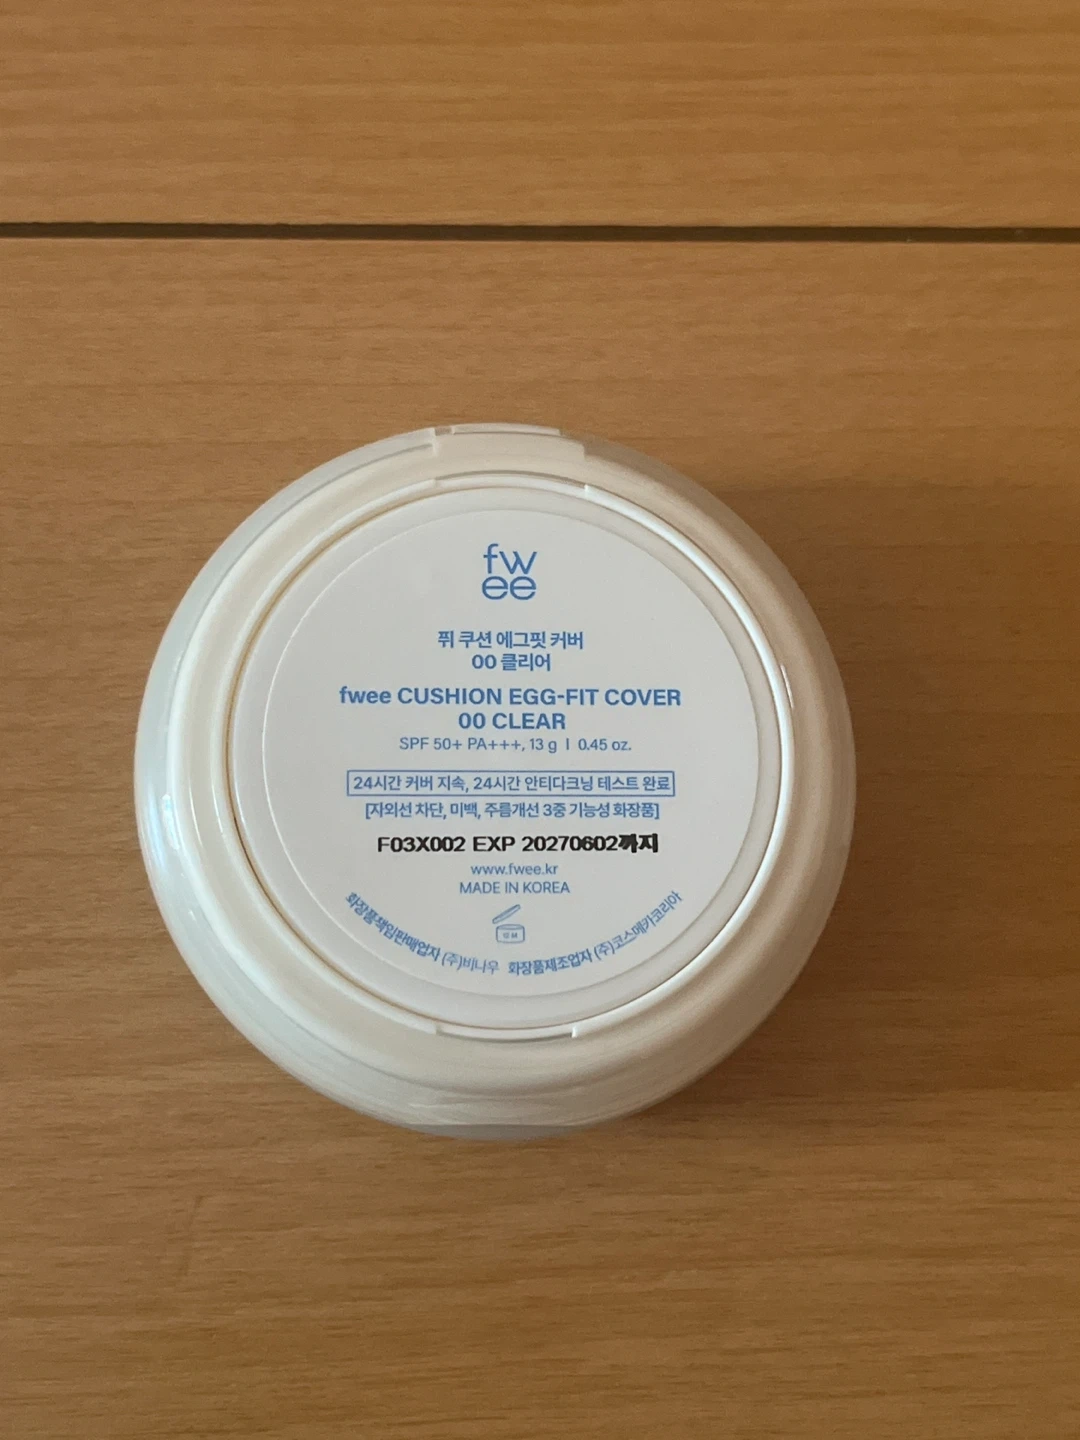 fw
ee
퓌 쿠션 에그핏 커버
00 클리어
fwee CUSHION EGG-FIT COVER
00 CLEAR
SPF 50+ PA+++, 13 g | 0.45 oz.
24시간 커버 지속, 24시간 안티다크닝 테스트 완료
[자외선 차단, 미백, 주름개선 3중 기능성 화장품]
F03X002 EXP 20270602까지
www.fwee.kr
MADE IN KOREA
화장품책임판매업자 (주)비나우 화장품제조업자 (주)코스메카코리아